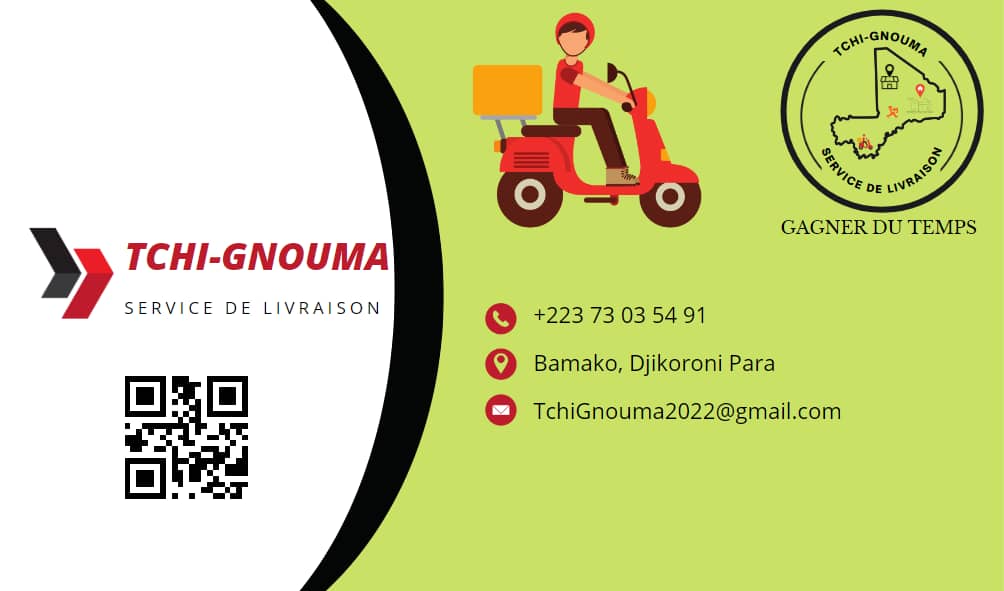 TCHI-GNOUMA
SERVICE DE LIVRAISON
TCHI-GNOUMA
SERVICE DE LIVRAISON
GAGNER DU TEMPS
+223 73 03 54 91
Bamako, Djikoroni Para
TchiGnouma2022@gmail.com